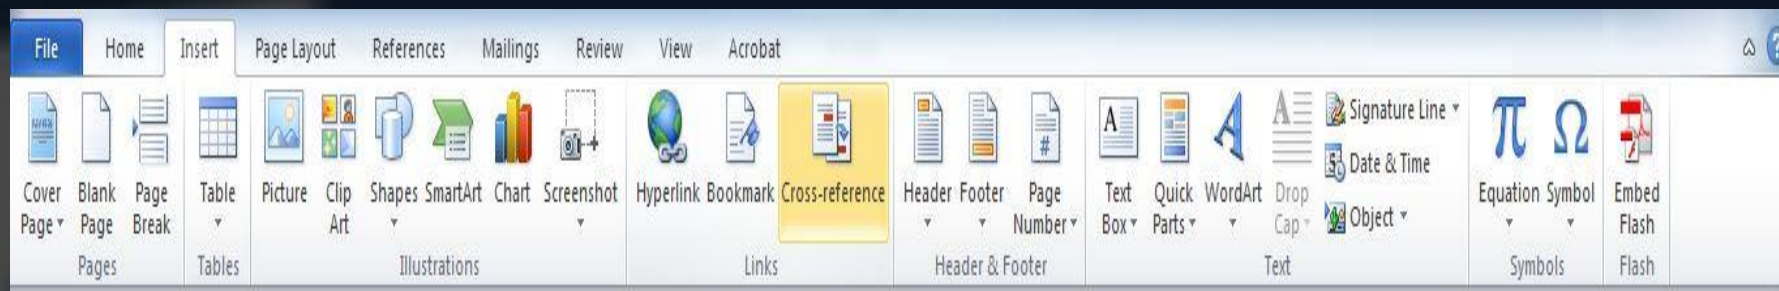 File Home Insert Page Layout References Mailings Review View Acrobat
Cover Page
Blank Page
Page Break
Pages
Table
Tables
Picture
Clip Art
Shapes
SmartArt
Chart
Screenshot
Illustrations
Hyperlink
Bookmark
Cross-reference
Links
Header
Footer
Page Number
#
Header & Footer
A
Text Box
Quick Parts
A
WordArt
A
Drop Cap
Signature Line
5
Date & Time
Object
Text
π
Equation
Ω
Symbol
Symbols
Embed Flash
Flash
?